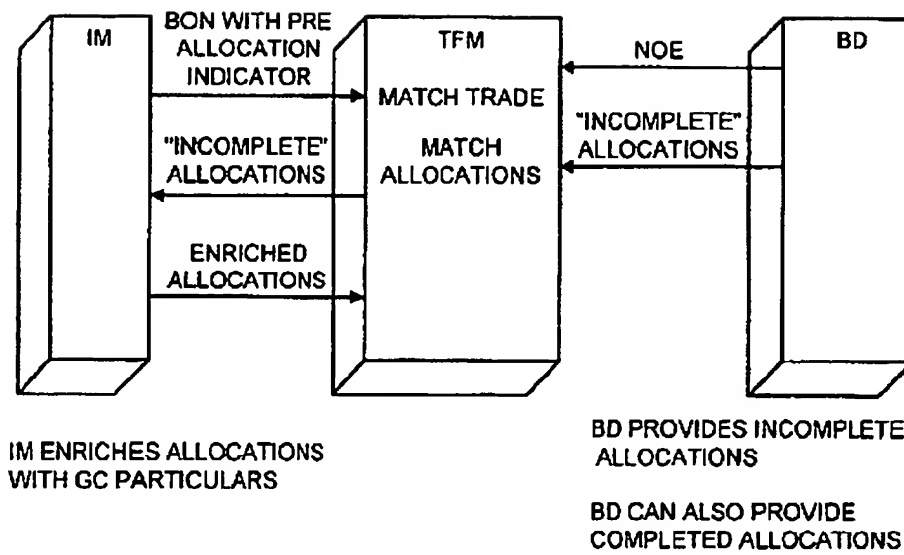 IM
BON WITH PRE
ALLOCATION
INDICATOR
"INCOMPLETE"
ALLOCATIONS
ENRICHED
ALLOCATIONS
TFM
MATCH TRADE
MATCH
ALLOCATIONS
NOE
"INCOMPLETE"
ALLOCATIONS
BD
IM ENRICHES ALLOCATIONS
WITH GC PARTICULARS
BD PROVIDES INCOMPLETE
ALLOCATIONS
BD CAN ALSO PROVIDE
COMPLETED ALLOCATIONS